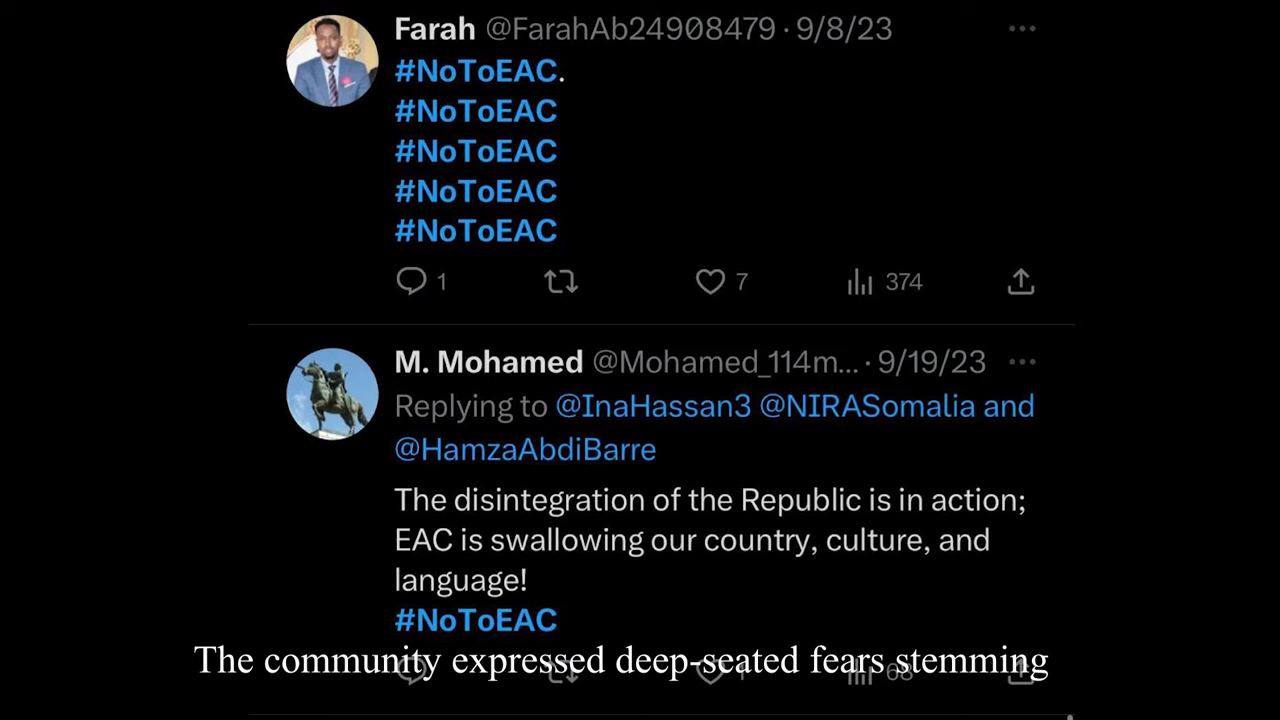 Farah @FarahAb24908479 · 9/8/23
#NoToEAC.
#NoToEAC
#NoToEAC
#NoToEAC
#NoToEAC
1 7 374
M. Mohamed @Mohamed_114m... · 9/19/23
Replying to @InaHassan3 @NIRASomalia and
@HamzaAbdiBarre
The disintegration of the Republic is in action;
EAC is swallowing our country, culture, and
language!
#NoToEAC
The community expressed deep-seated fears stemming